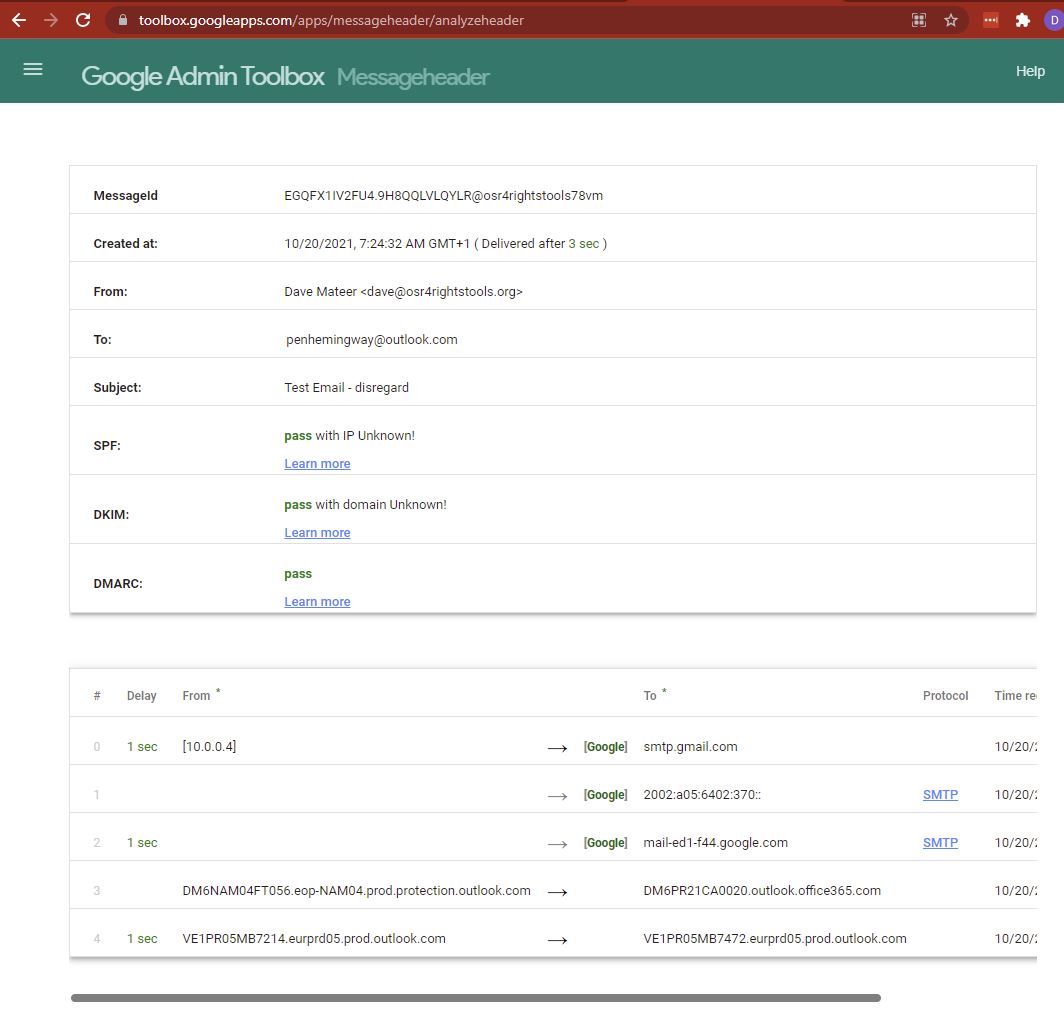 toolbox.googleapps.com/apps/messageheader/analyzeheader
D
Google Admin Toolbox Messageheader
Help
MessageId EGQFX1IV2FU4.9H8QQLVLQYLR@osr4rightstools78vm
Created at: 10/20/2021, 7:24:32 AM GMT+1 ( Delivered after 3 sec )
From: Dave Mateer <dave@osr4rightstools.org>
To: penhemingway@outlook.com
Subject: Test Email - disregard
SPF: pass with IP Unknown!
Learn more
DKIM: pass with domain Unknown!
Learn more
DMARC: pass
Learn more
# Delay From * To * Protocol Time re
0 1 sec [10.0.0.4] → [Google] smtp.gmail.com 10/20/2
1 → [Google] 2002:a05:6402:370:: SMTP 10/20/2
2 1 sec → [Google] mail-ed1-f44.google.com SMTP 10/20/2
3 DM6NAM04FT056.eop-NAM04.prod.protection.outlook.com → DM6PR21CA0020.outlook.office365.com 10/20/2
4 1 sec VE1PR05MB7214.eurprd05.prod.outlook.com → VE1PR05MB7472.eurprd05.prod.outlook.com 10/20/2